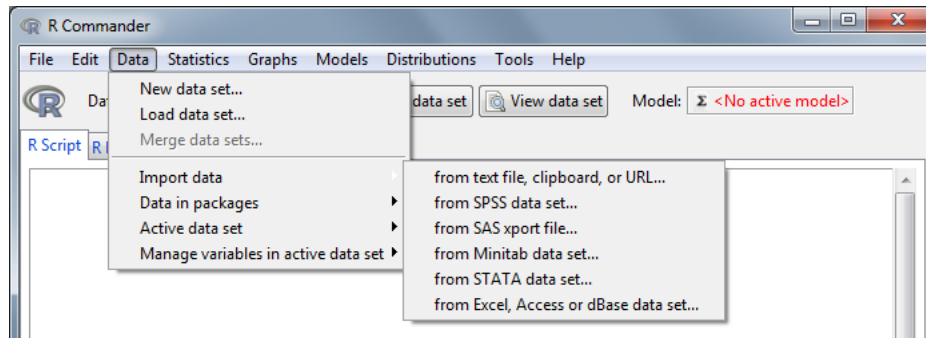 R Commander
File Edit Data Statistics Graphs Models Distributions Tools Help
data set View data set Model: Σ <No active model>
New data set...
Load data set...
Merge data sets...
R Script
Import data
Data in packages
Active data set
Manage variables in active data set
from text file, clipboard, or URL...
from SPSS data set...
from SAS xport file...
from Minitab data set...
from STATA data set...
from Excel, Access or dBase data set...